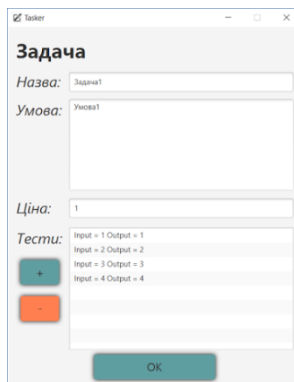 Tasker
Задача
Назва:
Задача1
Умова:
Умова1
Ціна:
1
Тести:
Input = 1 Output = 1
Input = 2 Output = 2
Input = 3 Output = 3
Input = 4 Output = 4
+
-
OK